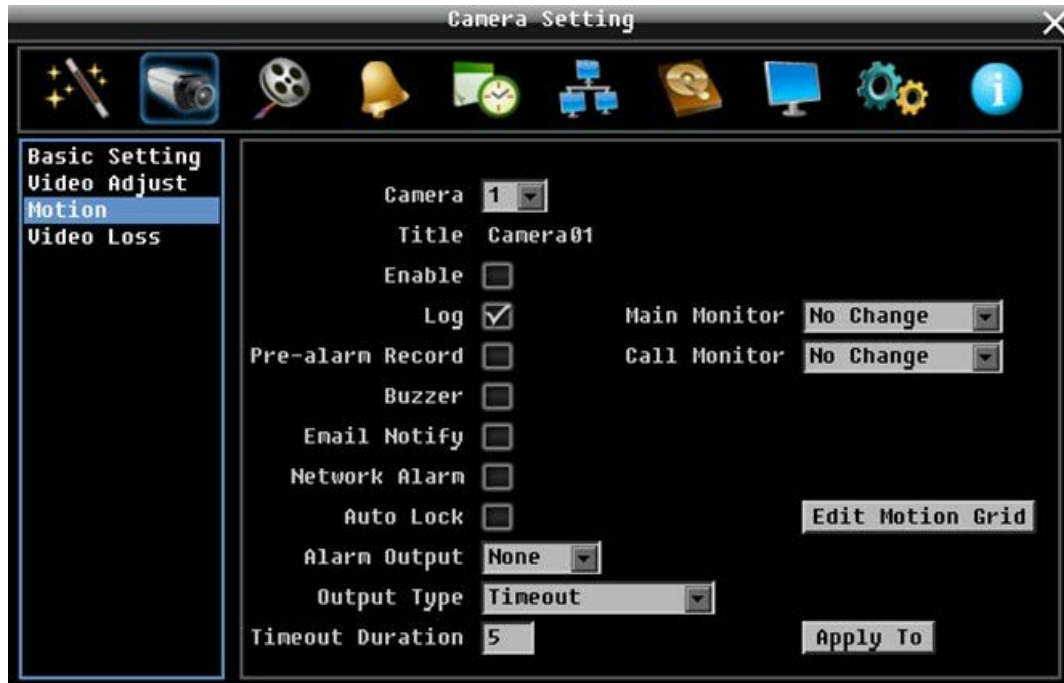 Camera Setting
Basic Setting
Video Adjust
Motion
Video Loss
Camera 1
Title Camera01
Enable
Log Main Monitor No Change
Pre-alarm Record Call Monitor No Change
Buzzer
Email Notify
Network Alarm
Auto Lock Edit Motion Grid
Alarm Output None
Output Type Timeout
Timeout Duration 5 Apply To